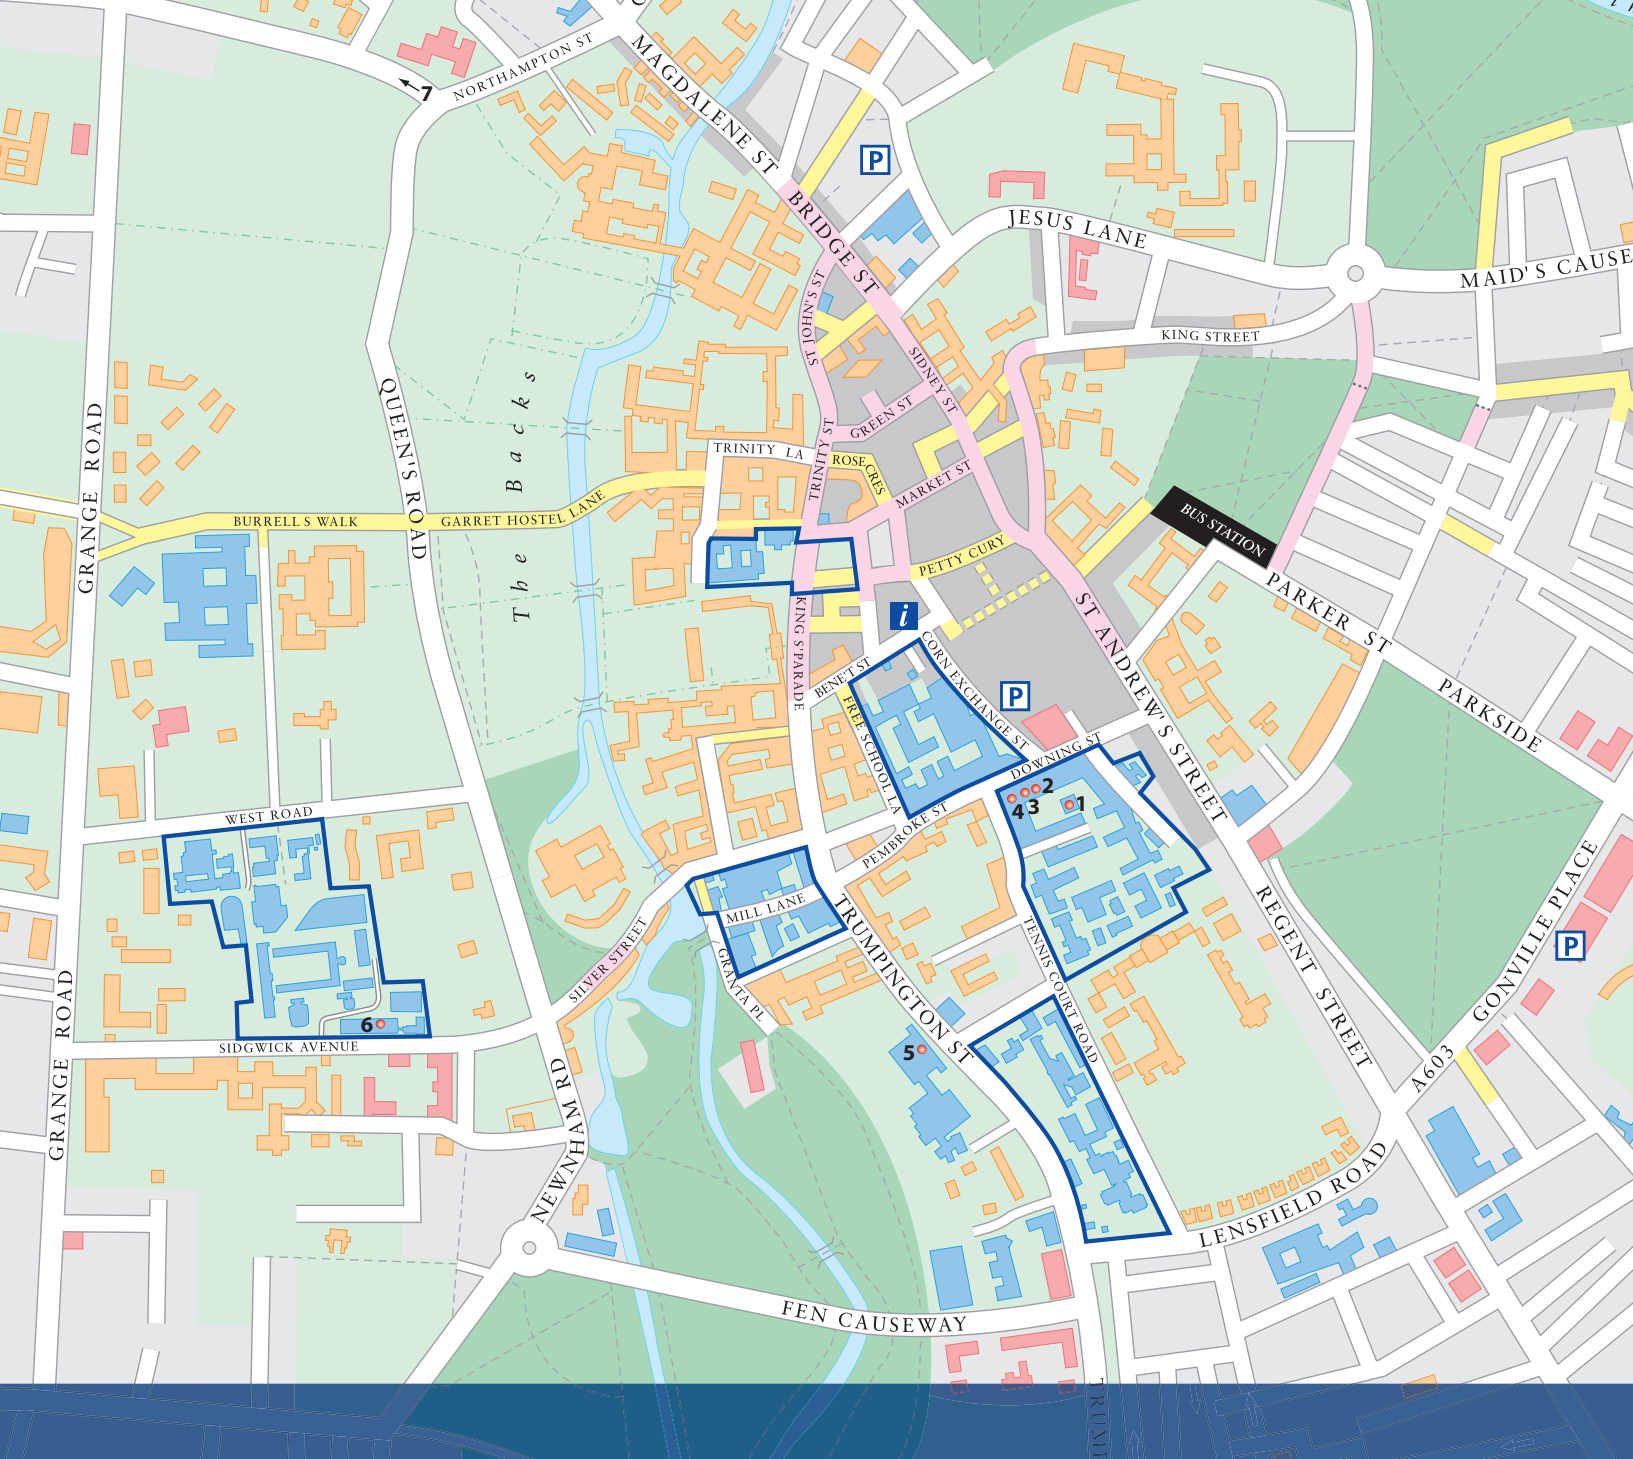 NORTHAMPTON ST
7
MAGDALENE ST
P
BRIDGE ST
JESUS LANE
MAID'S CAUSE
ST JOHN'S ST
KING STREET
SIDNEY ST
GREEN ST
QUEEN'S ROAD
The Backs
GRANGE ROAD
TRINITY LA
TRINITY ST
ROSE CRES
MARKET ST
BURRELL S WALK
GARRET HOSTEL LANE
BUS STATION
PETTY CURY
PARKER ST
KING S'PARADE
i
ST ANDREW'S STREET
CORN EXCHANGE ST
BENE'T ST
P
PARKSIDE
FREE SCHOOL LA
DOWNING ST
WEST ROAD
2
1
4
3
PEMBROKE ST
MILL LANE
TRUMPINGTON ST
REGENT STREET
GONVILLE PLACE
P
SILVER STREET
GRANTA PL
TENNIS COURT ROAD
GRANGE ROAD
6
SIDGWICK AVENUE
5
A603
NEWNHAM RD
LENSFIELD ROAD
FEN CAUSEWAY
TRUMP